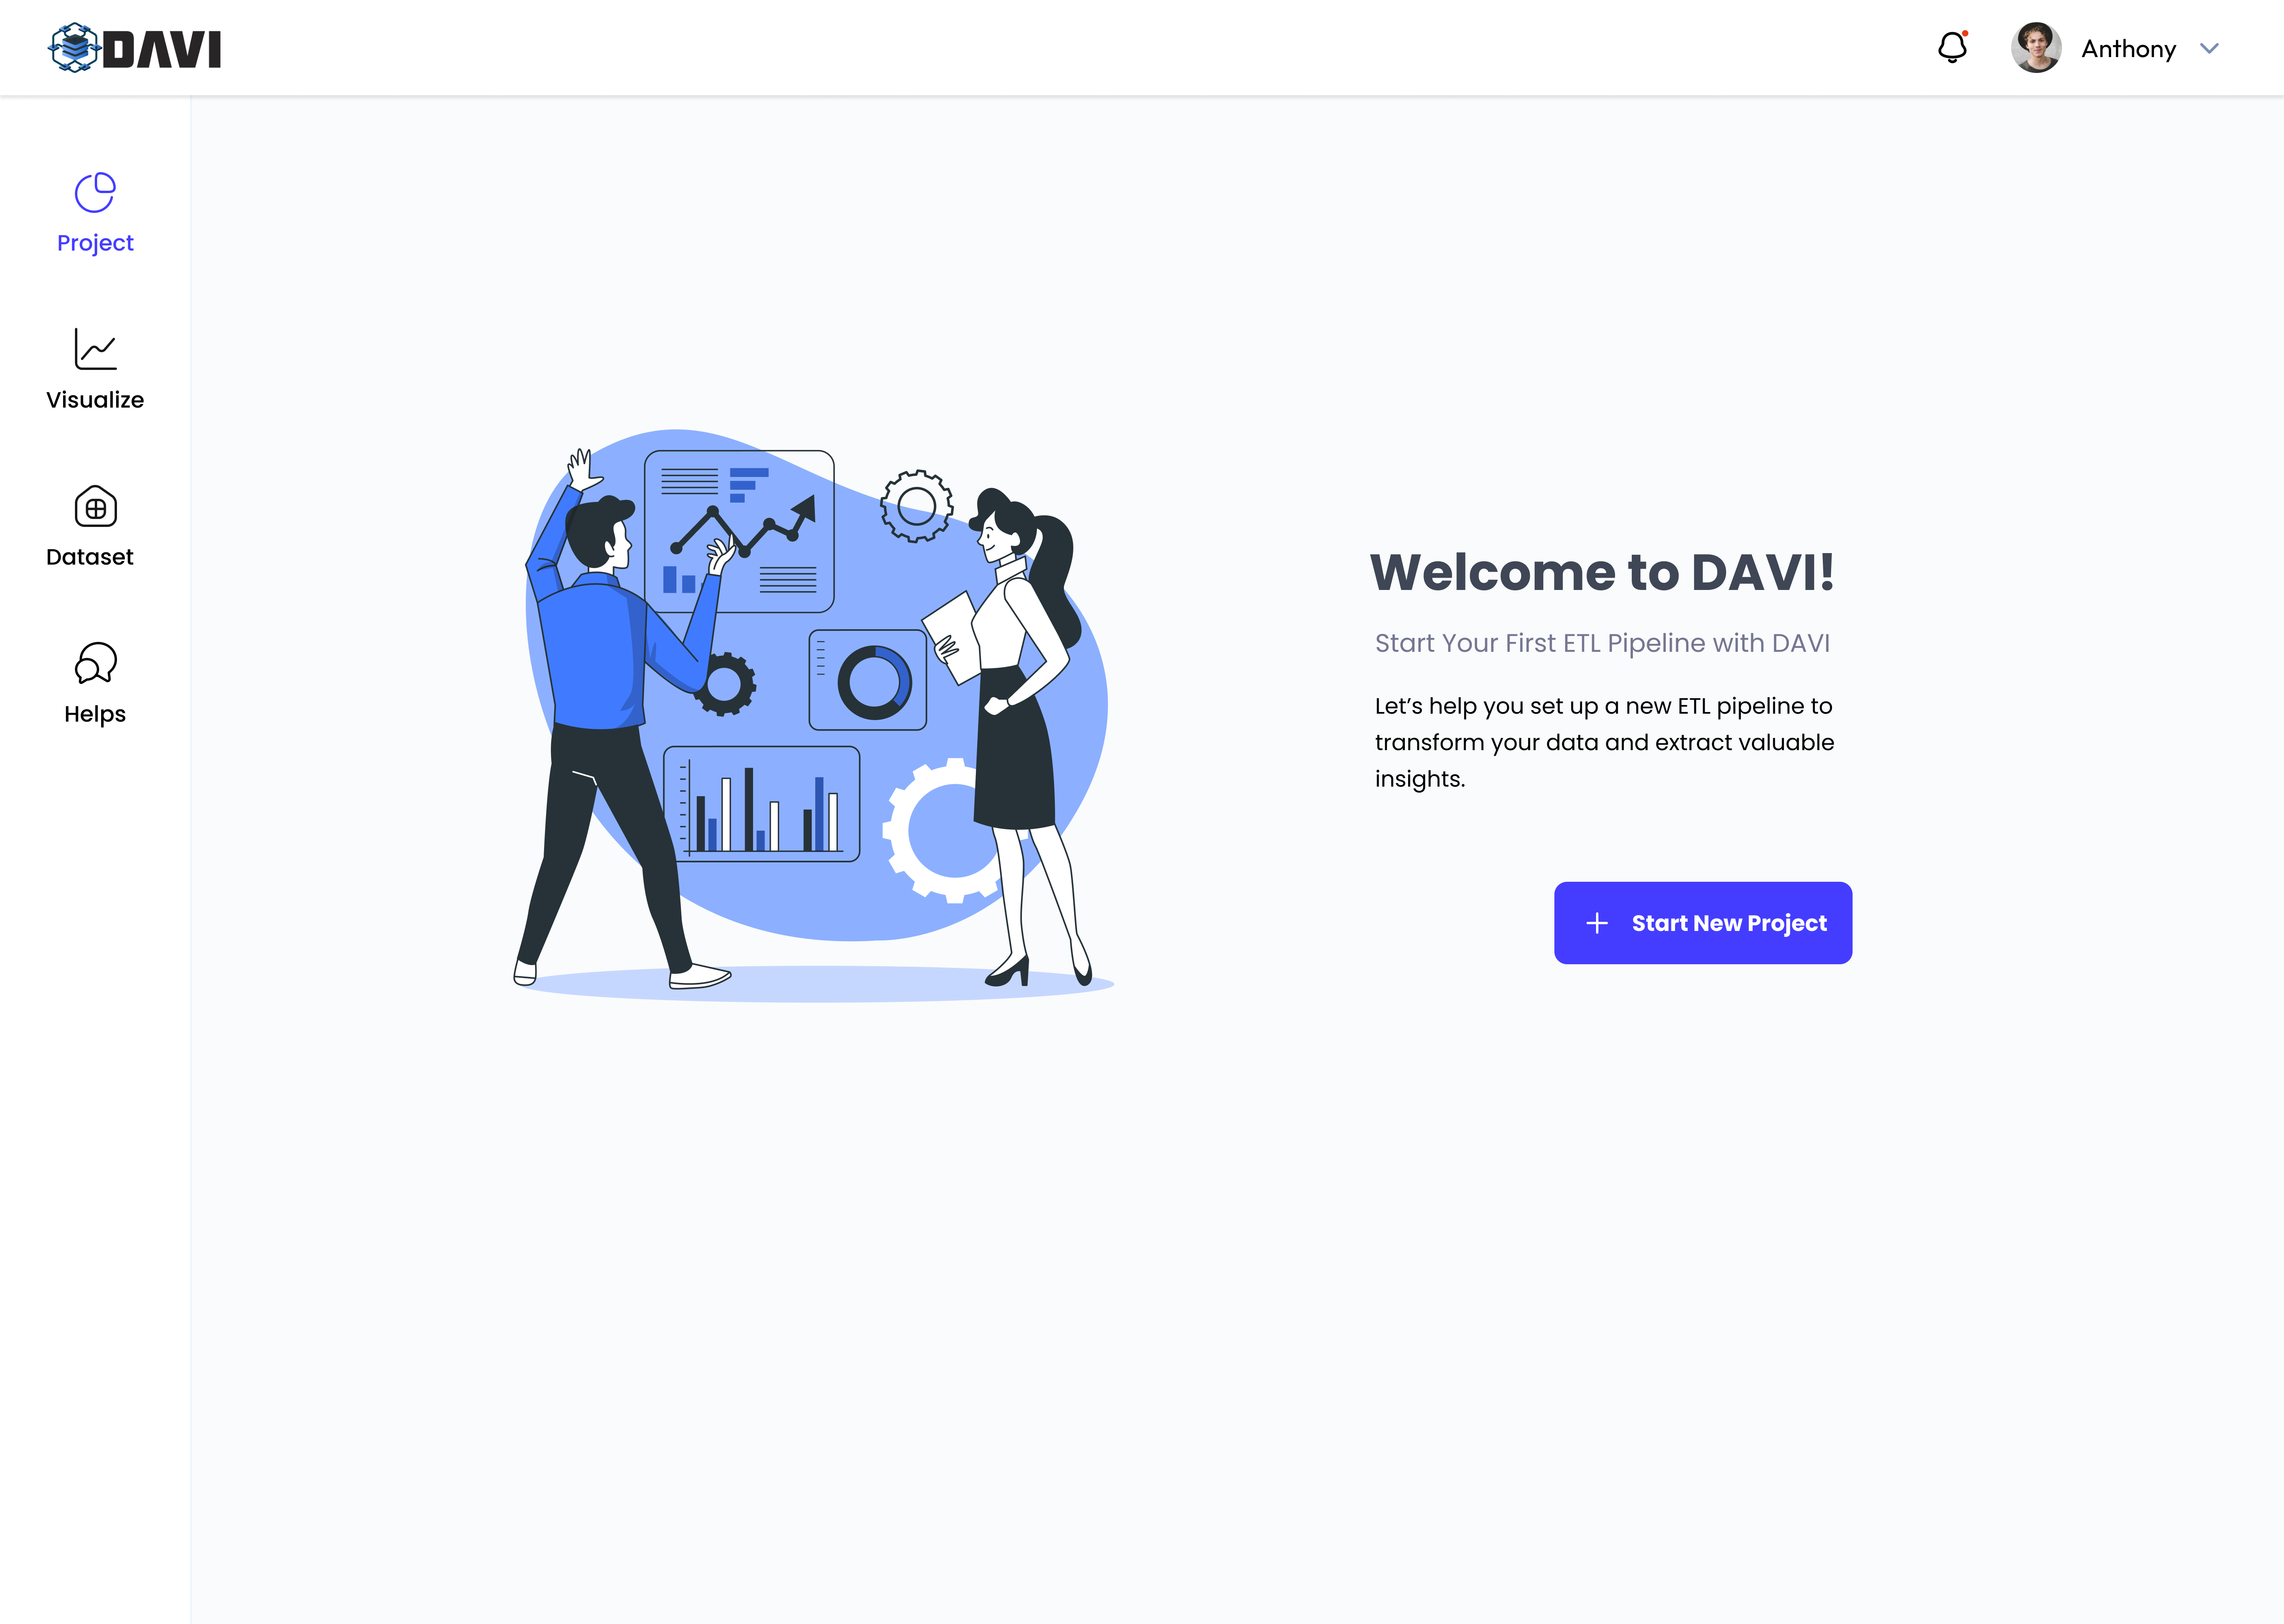 DAVI
Anthony
Project
Visualize
Dataset
Helps
Welcome to DAVI!
Start Your First ETL Pipeline with DAVI
Let’s help you set up a new ETL pipeline to
transform your data and extract valuable
insights.
Start New Project